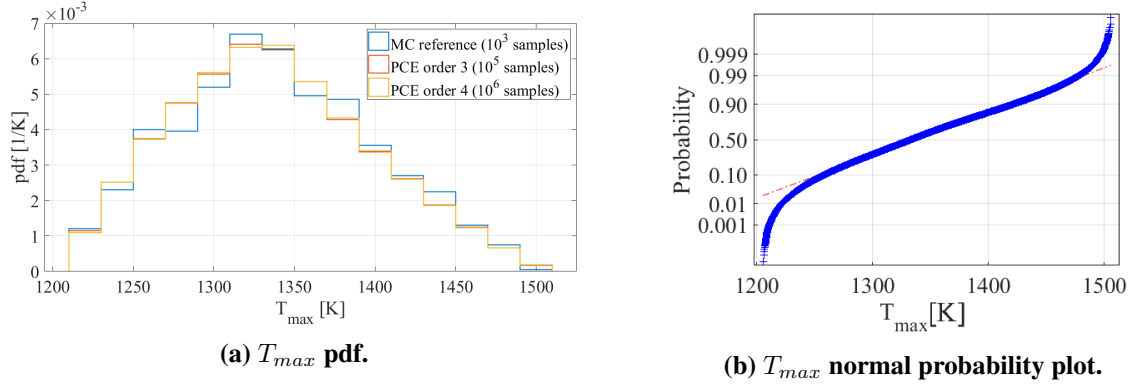 ×10⁻³
7
6
5
4
3
2
1
0
pdf [1/K]
MC reference (10³ samples)
PCE order 3 (10⁵ samples)
PCE order 4 (10⁶ samples)
1200 1250 1300 1350 1400 1450 1500
T_max [K]
(a) T_max pdf.
0.999
0.99
0.90
0.50
0.10
0.01
0.001
Probability
1200 1300 1400 1500
T_max[K]
(b) T_max normal probability plot.